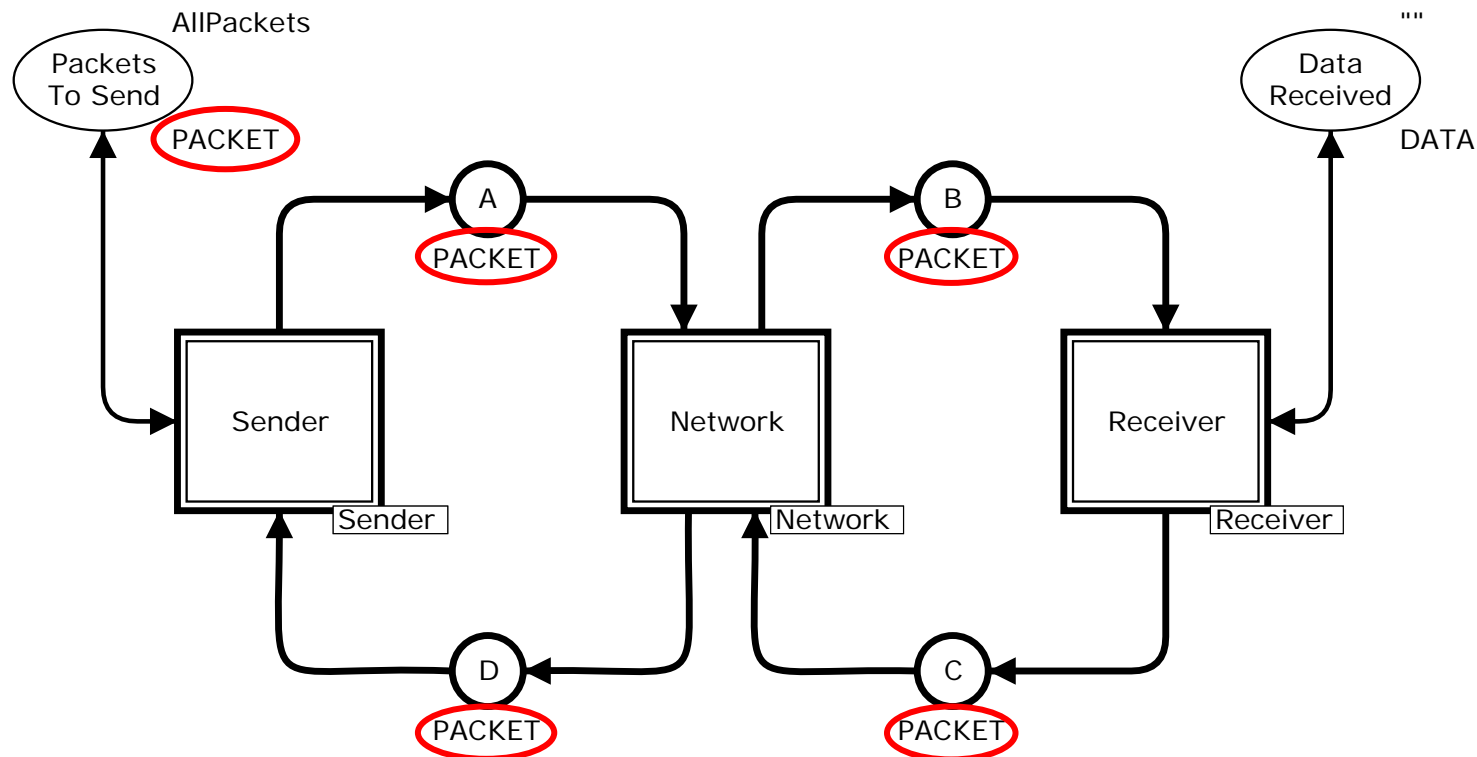 AllPackets
""
Packets
To Send
Data
Received
PACKET
DATA
A
B
PACKET
PACKET
Sender
Network
Receiver
Sender
Network
Receiver
D
C
PACKET
PACKET